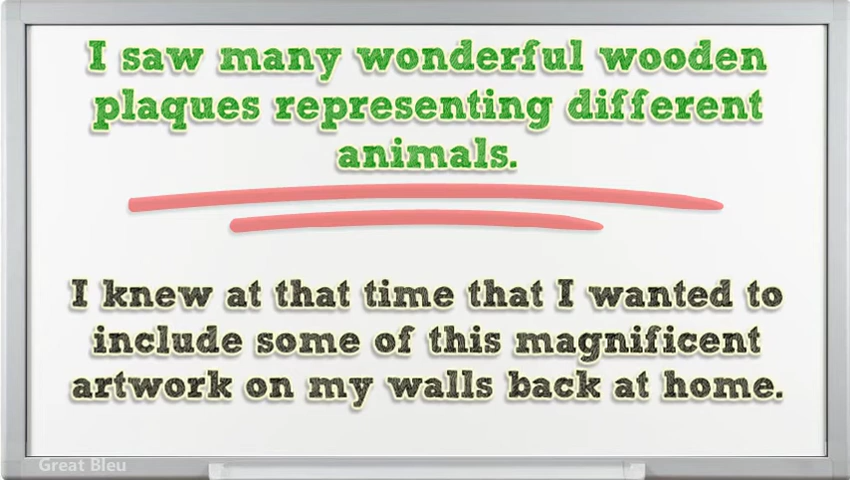 I saw many wonderful wooden
plaques representing different
animals.
I knew at that time that I wanted to
include some of this magnificent
artwork on my walls back at home.
Great Bleu